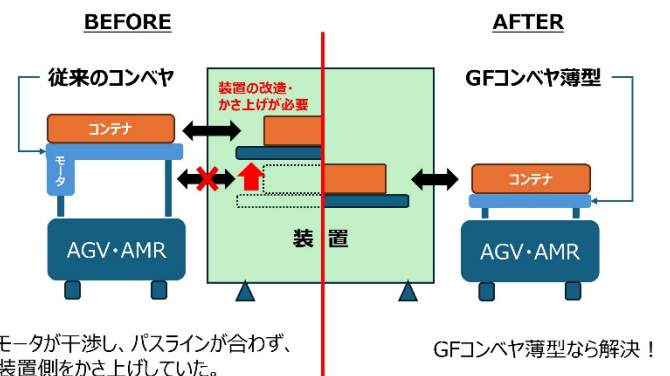 BEFORE
AFTER
従来のコンベヤ
装置の改造・
かさ上げが必要
GFコンベヤ薄型
コンテナ
モータ
コンテナ
AGV・AMR
装置
AGV・AMR
モータが干渉し、パスラインが合わず、
装置側をかさ上げしていた。
GFコンベヤ薄型なら解決！